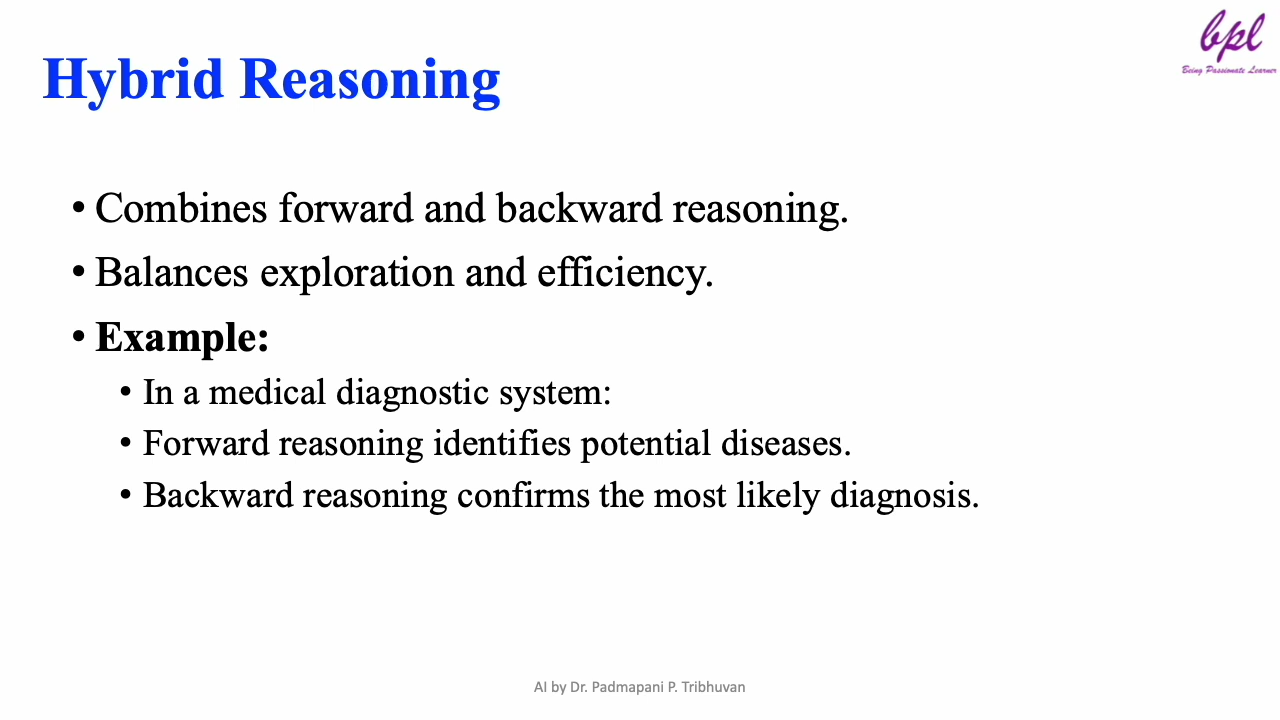 bpl
Being Passionate Learner
Hybrid Reasoning
• Combines forward and backward reasoning.
• Balances exploration and efficiency.
• Example:
• In a medical diagnostic system:
• Forward reasoning identifies potential diseases.
• Backward reasoning confirms the most likely diagnosis.
AI by Dr. Padmapani P. Tribhuvan